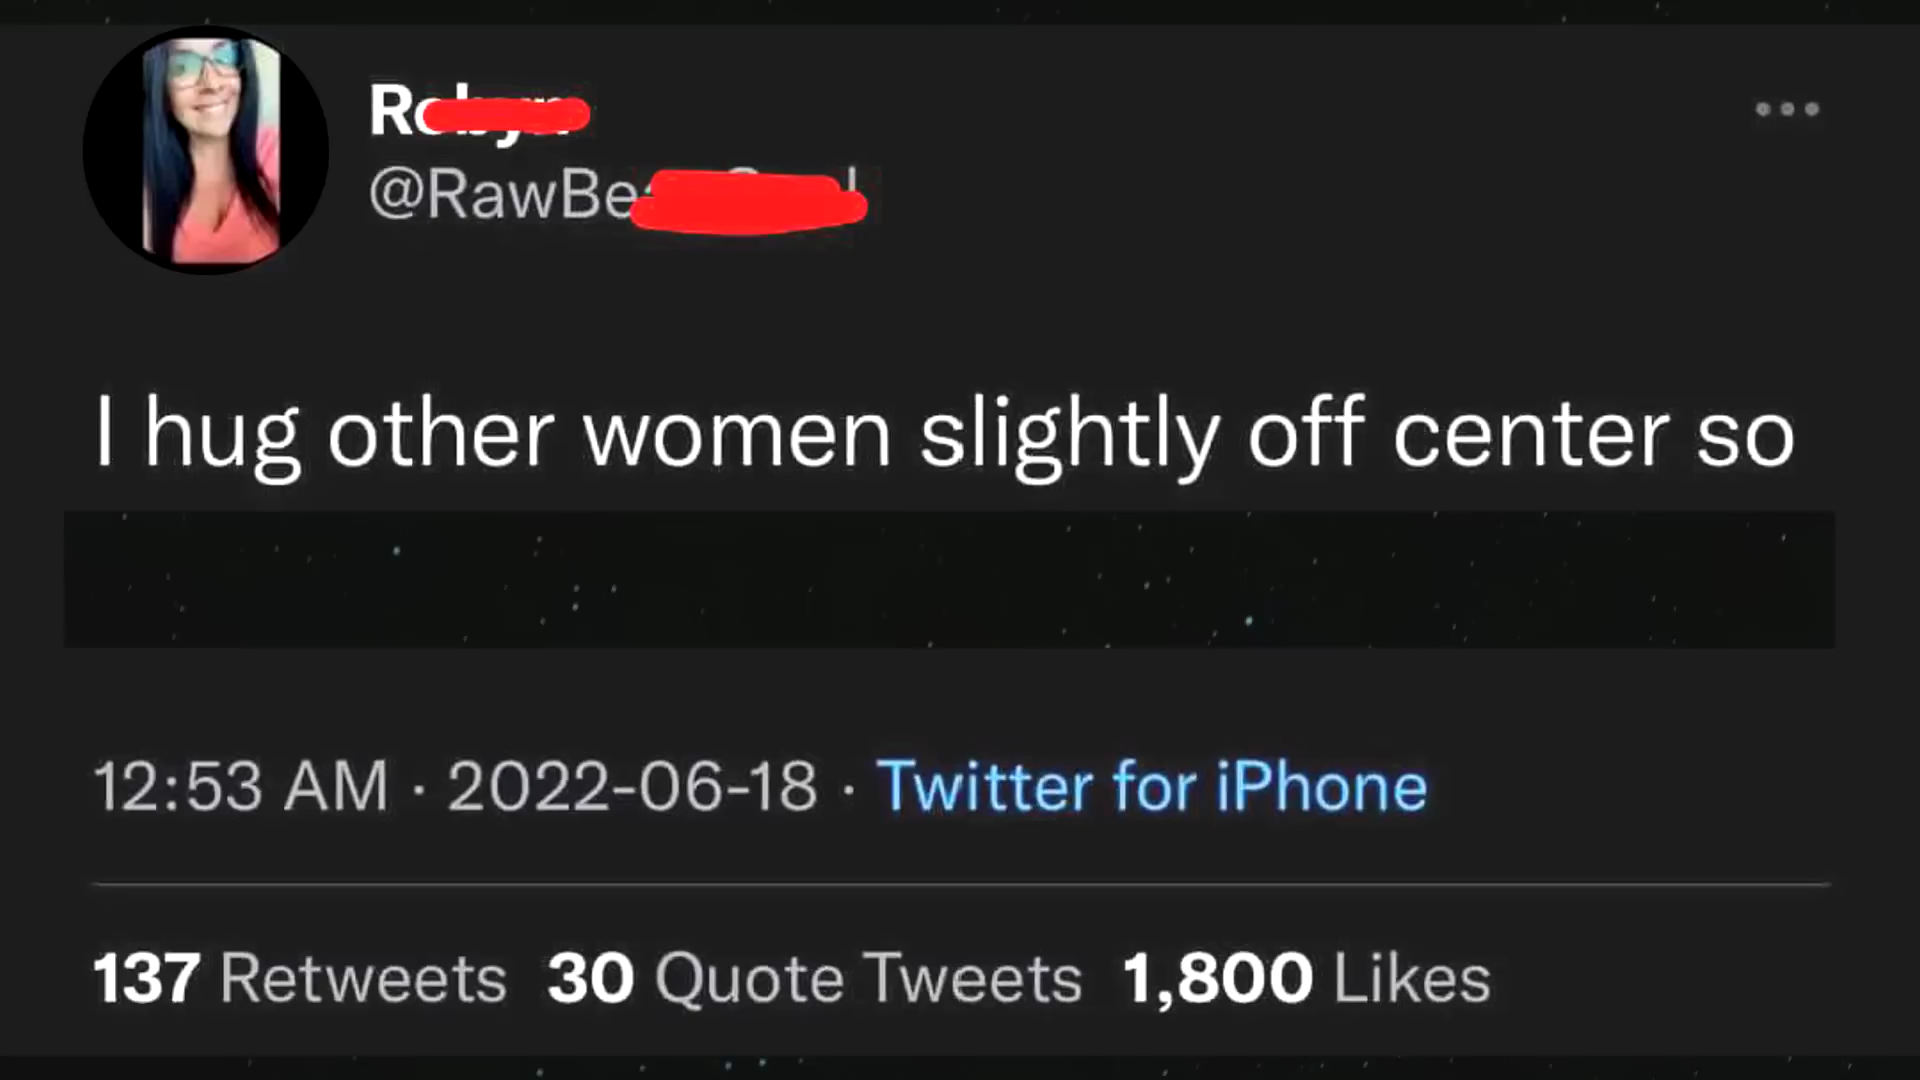 @RawBe
I hug other women slightly off center so
12:53 AM · 2022-06-18 · Twitter for iPhone
137 Retweets 30 Quote Tweets 1,800 Likes